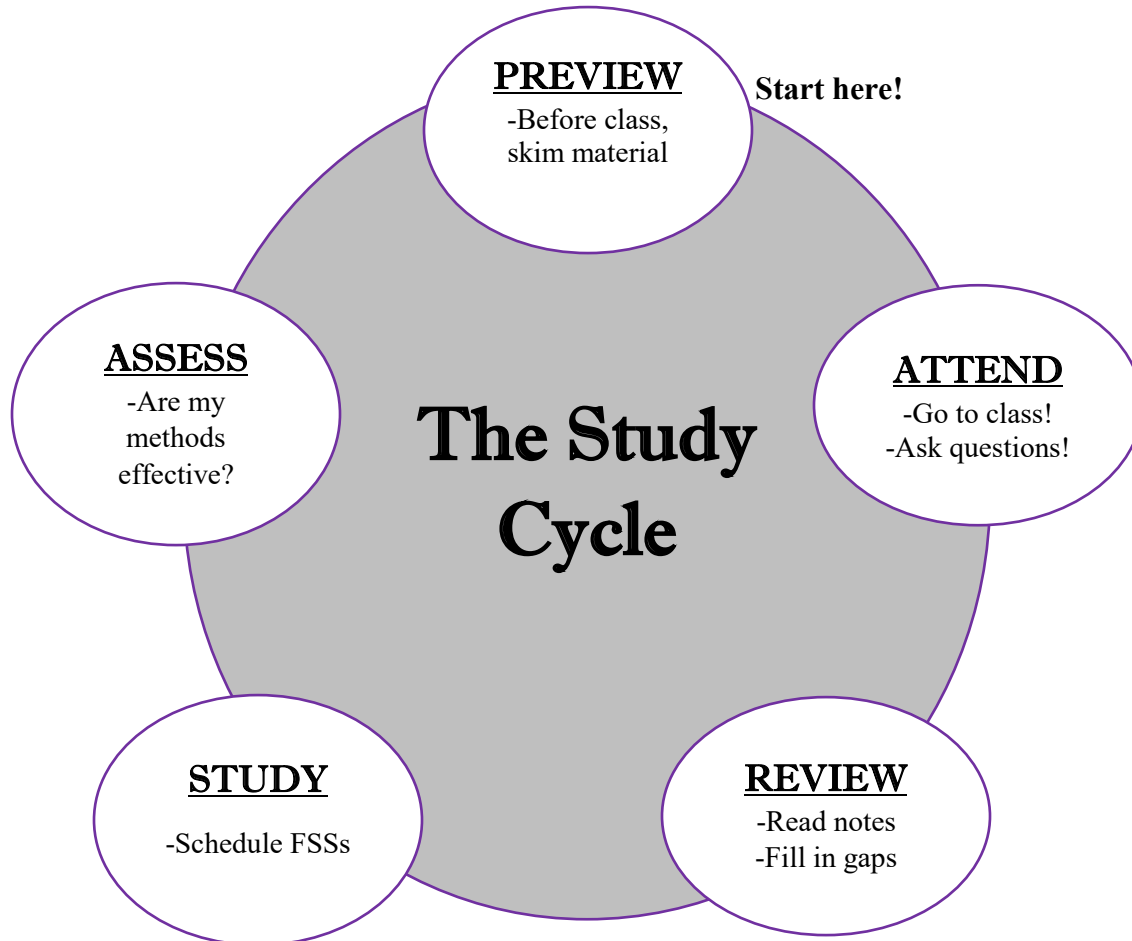 PREVIEW
-Before class,
skim material
Start here!
ATTEND
-Go to class!
-Ask questions!
REVIEW
-Read notes
-Fill in gaps
STUDY
-Schedule FSSs
ASSESS
-Are my
methods
effective?
The Study
Cycle